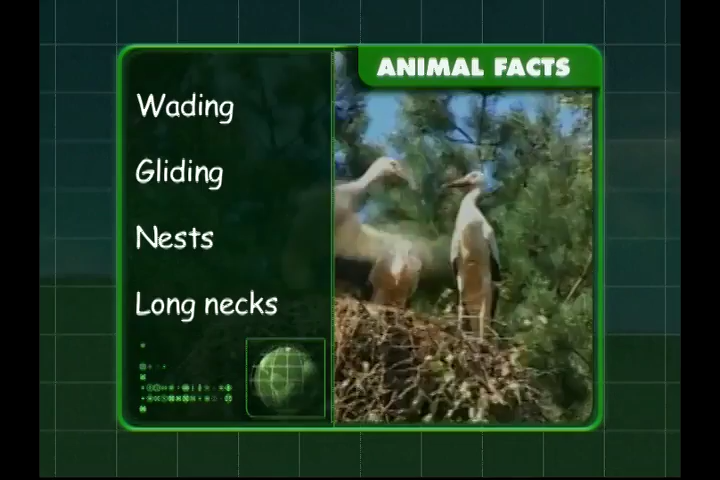 ANIMAL FACTS
Wading
Gliding
Nests
Long necks